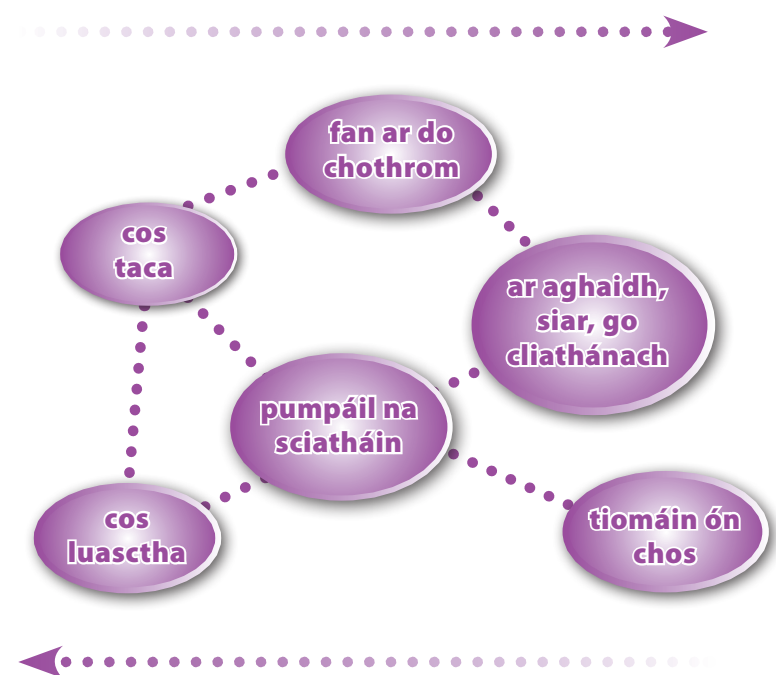 fan ar do
chothrom
cos
taca
ar aghaidh,
siar, go
cliathánach
pumpáil na
sciatháin
cos
luasctha
tiomáin ón
chos